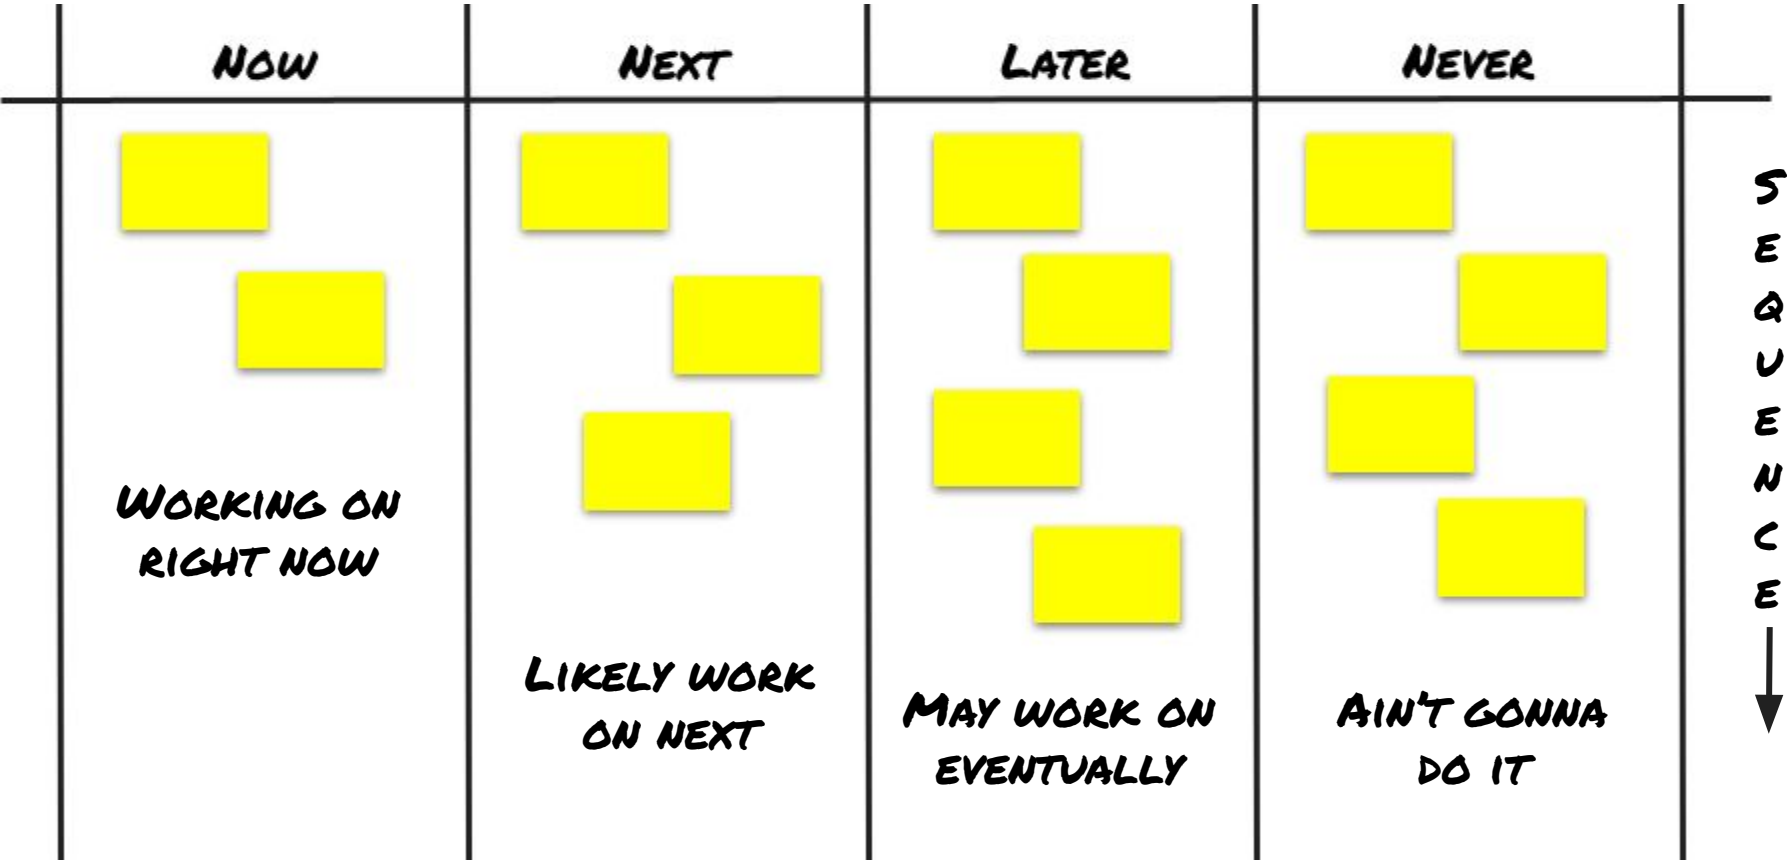 Now
Next
Later
Never
Working on
right now
Likely work
on next
May work on
eventually
Ain't gonna
do it
SEQUENCE